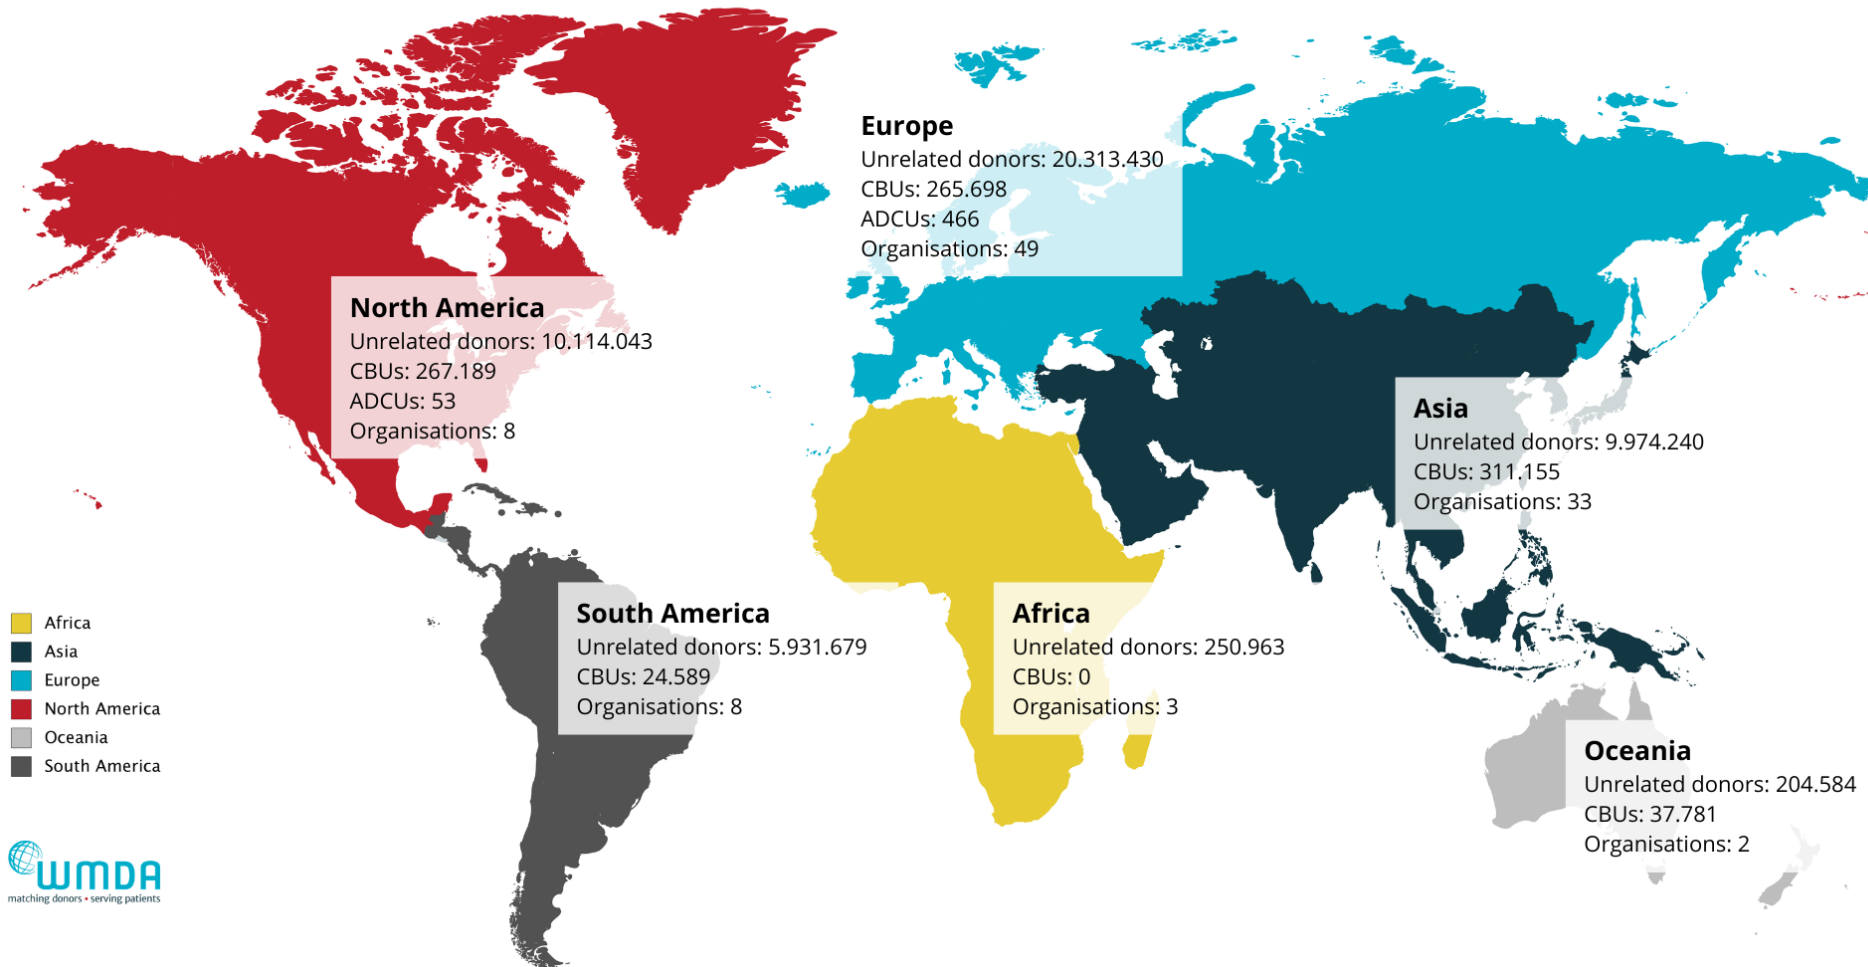 Europe
Unrelated donors: 20.313.430
CBUs: 265.698
ADCUs: 466
Organisations: 49
North America
Unrelated donors: 10.114.043
CBUs: 267.189
ADCUs: 53
Organisations: 8
Asia
Unrelated donors: 9.974.240
CBUs: 311.155
Organisations: 33
South America
Unrelated donors: 5.931.679
CBUs: 24.589
Organisations: 8
Africa
Unrelated donors: 250.963
CBUs: 0
Organisations: 3
Oceania
Unrelated donors: 204.584
CBUs: 37.781
Organisations: 2
Africa
Asia
Europe
North America
Oceania
South America
WMDA
matching donors • serving patients